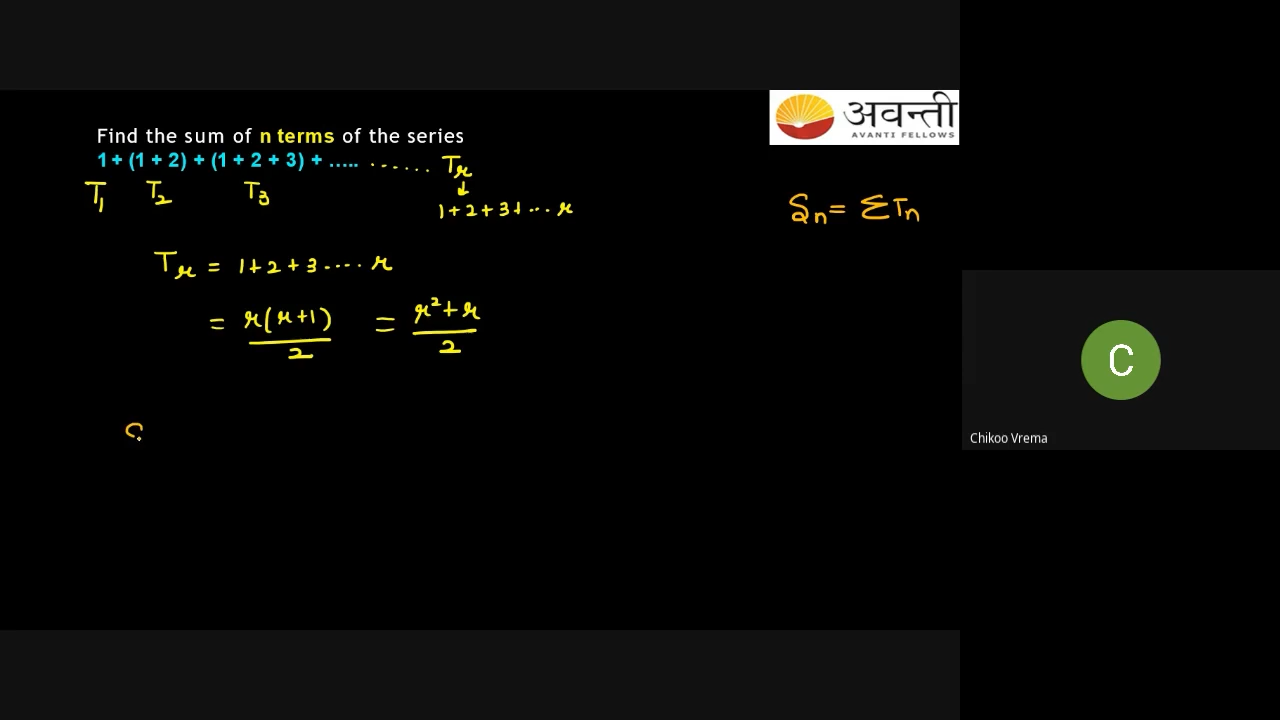 अवन्ती
AVANTI FELLOWS
Find the sum of n terms of the series
1 + (1 + 2) + (1 + 2 + 3) + ..... ...... Tr
T1 T2 T3
↓
1+2+3+...r
Sn = ΣTn
Tr = 1+2+3....r
= r(r+1)/2 = r²+r/2
S
C
Chikoo Vrema